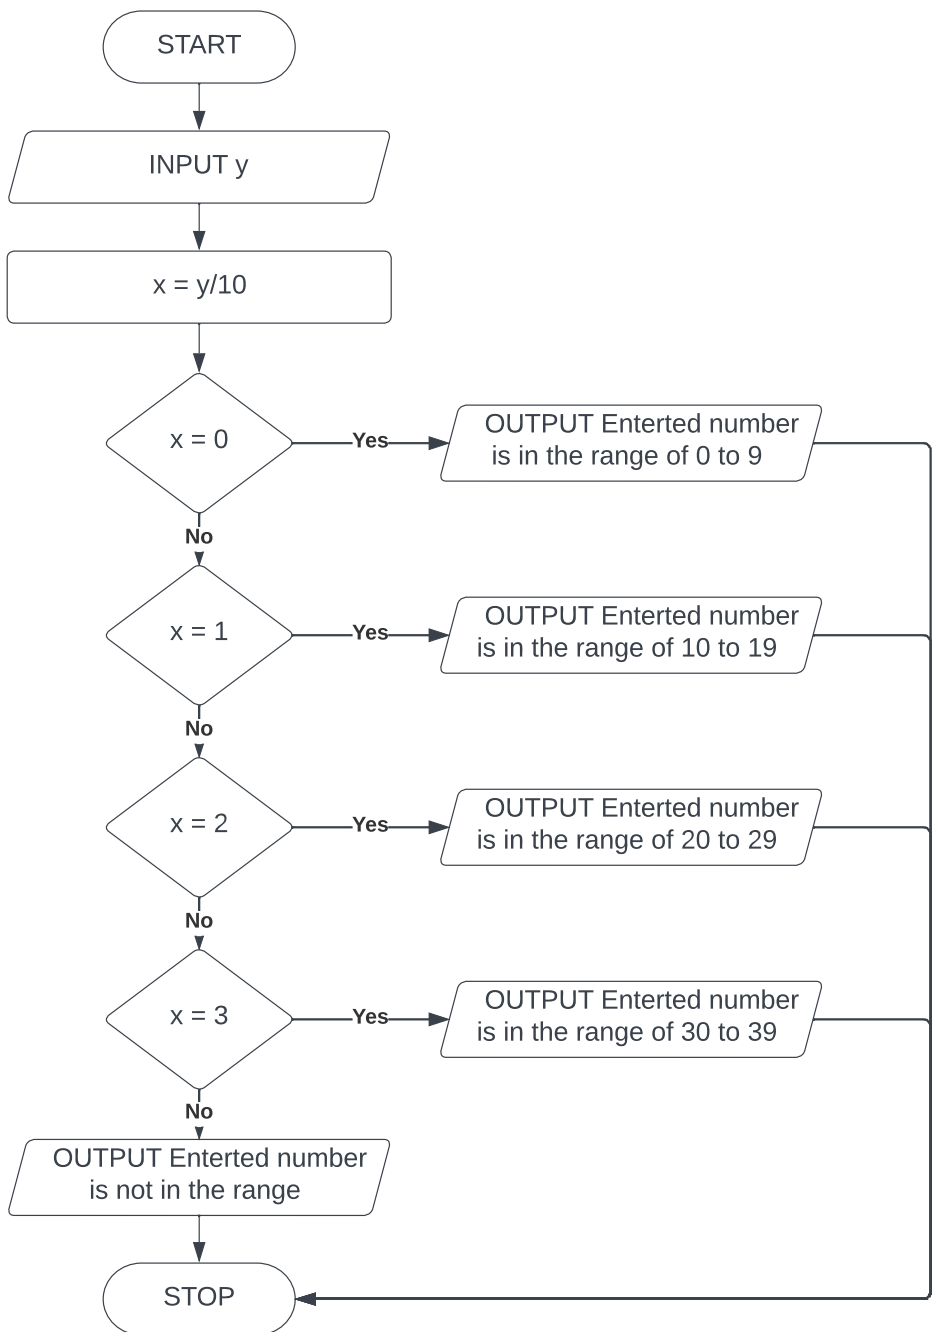 START
INPUT y
x = y/10
x = 0
Yes
OUTPUT Enterted number
is in the range of 0 to 9
No
x = 1
Yes
OUTPUT Enterted number
is in the range of 10 to 19
No
x = 2
Yes
OUTPUT Enterted number
is in the range of 20 to 29
No
x = 3
Yes
OUTPUT Enterted number
is in the range of 30 to 39
No
OUTPUT Enterted number
is not in the range
STOP